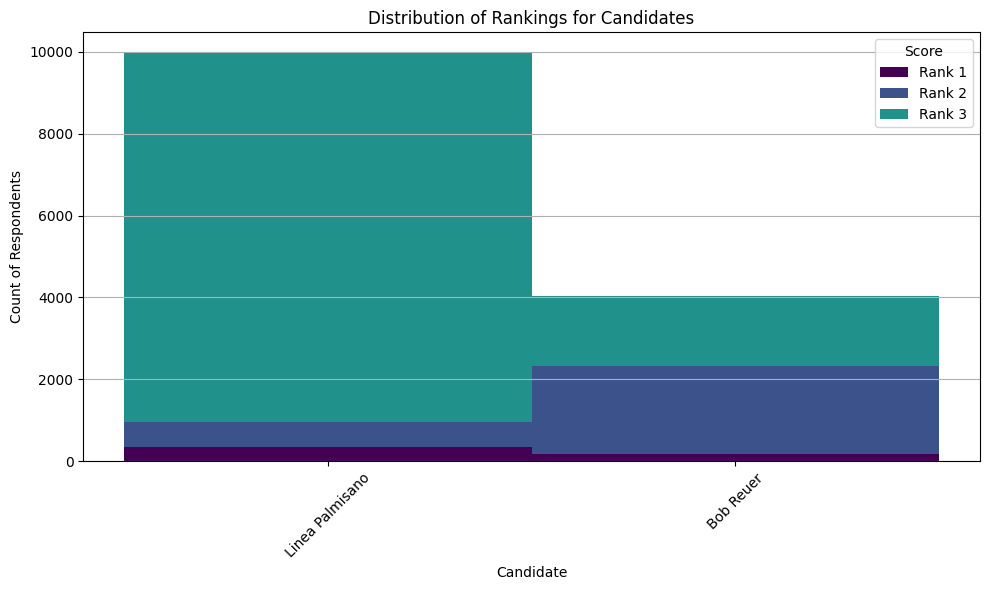 Distribution of Rankings for Candidates
Score
Rank 1
Rank 2
Rank 3
Count of Respondents
10000
8000
6000
4000
2000
0
Linea Palmisano
Bob Reuer
Candidate